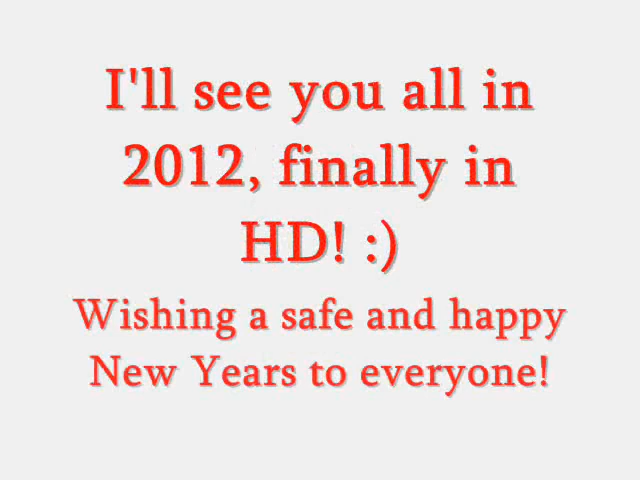 I'll see you all in
2012, finally in
HD! :)
Wishing a safe and happy
New Years to everyone!